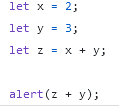 let x = 2;
let y = 3;
let z = x + y;
alert(z + y);